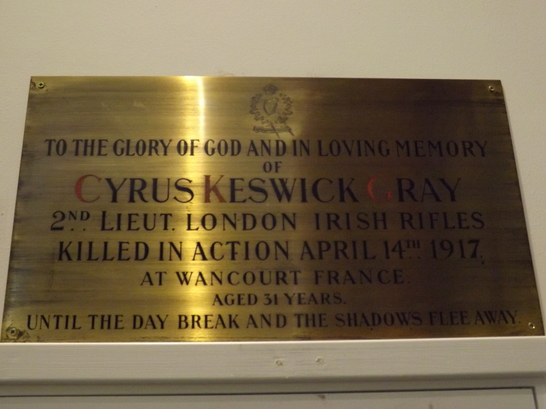 TO THE GLORY OF GOD AND IN LOVING MEMORY
OF
CYRUS KESWICK GRAY
2ND. LIEUT. LONDON IRISH RIFLES
KILLED IN ACTION APRIL 14TH. 1917,
AT WANCOURT FRANCE.
AGED 31 YEARS.
UNTIL THE DAY BREAK AND THE SHADOWS FLEE AWAY.